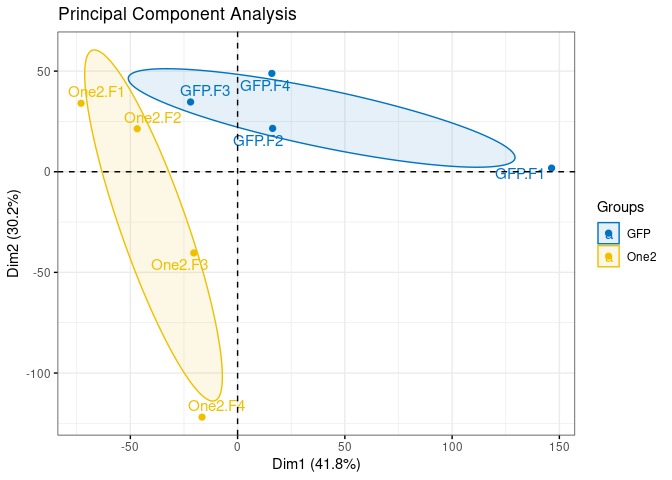 Principal Component Analysis
One2.F1
GFP.F3
GFP.F4
One2.F2
GFP.F2
GFP.F1
One2.F3
One2.F4
50
0
-50
-100
-50
0
50
100
150
Dim1 (41.8%)
Dim2 (30.2%)
Groups
a GFP
a One2